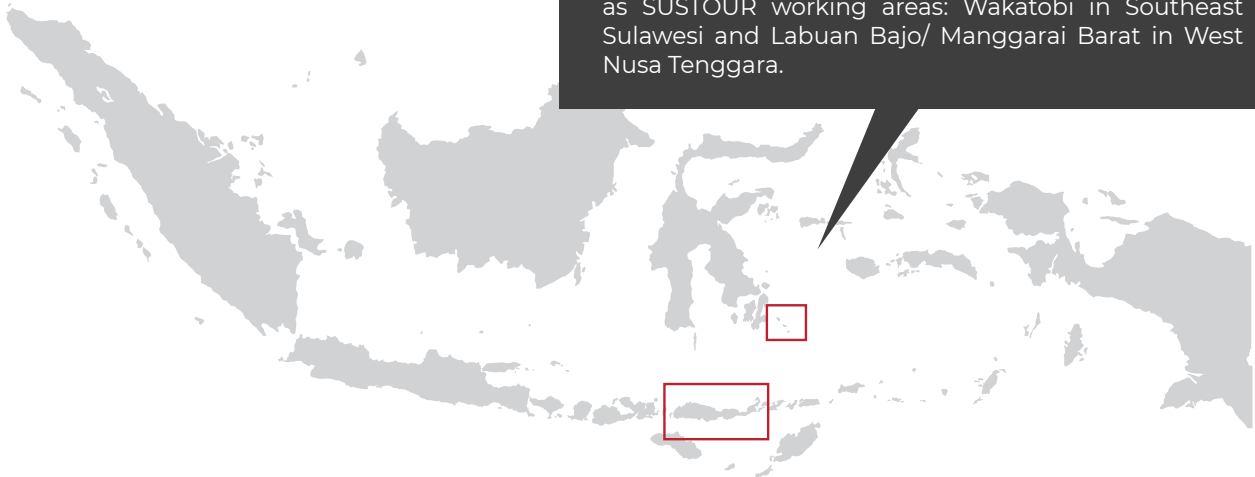 as SUSTOUR working areas: Wakatobi in Southeast
Sulawesi and Labuan Bajo/ Manggarai Barat in West
Nusa Tenggara.